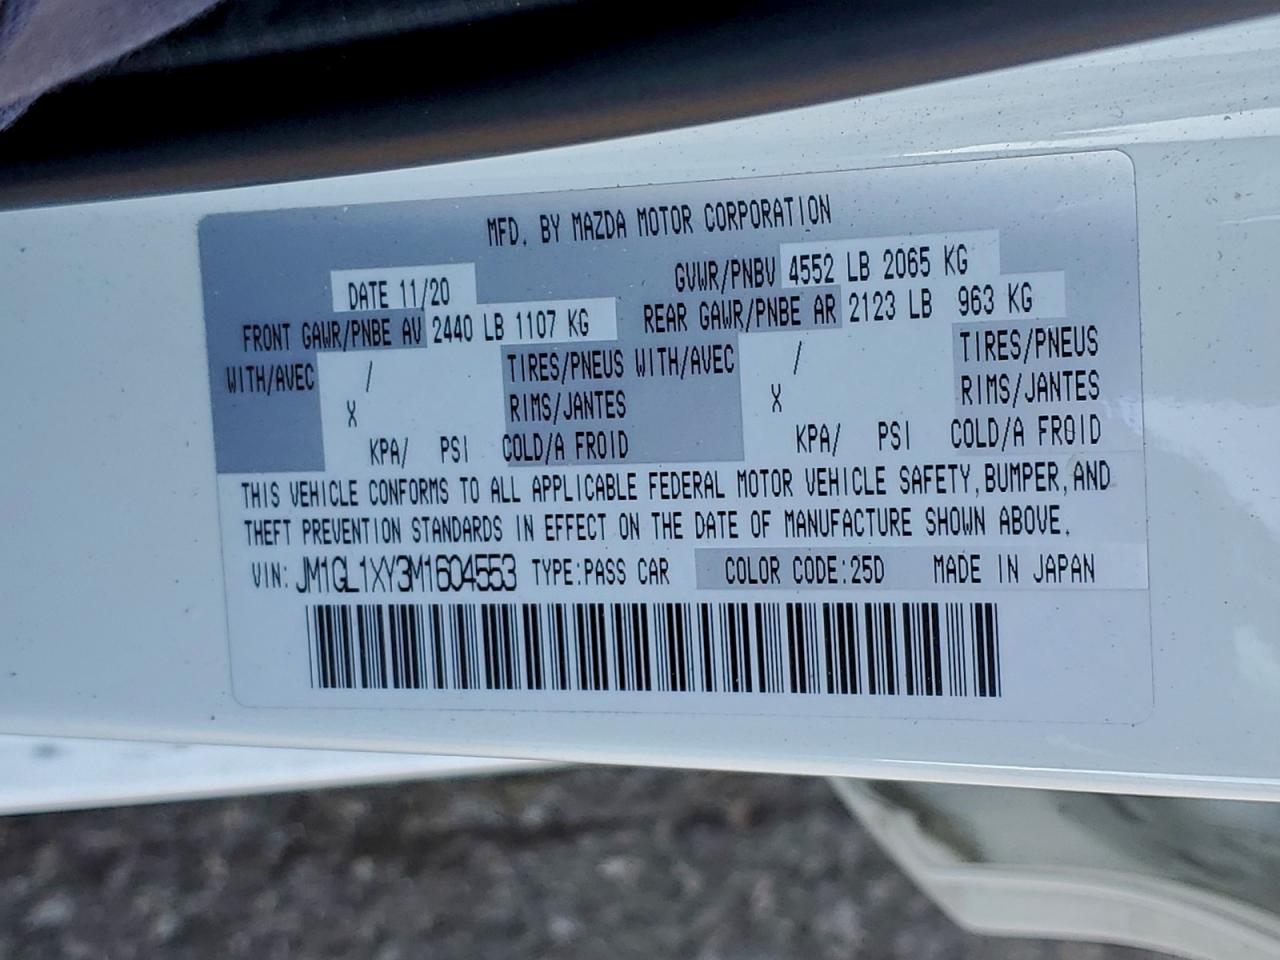 MFD. BY MAZDA MOTOR CORPORATION
DATE 11/20 GVWR/PNBV 4552 LB 2065 KG
FRONT GAWR/PNBE AV 2440 LB 1107 KG REAR GAWR/PNBE AR 2123 LB 963 KG
WITH/AVEC / TIRES/PNEUS WITH/AVEC / TIRES/PNEUS
X RIMS/JANTES X RIMS/JANTES
KPA/ PSI COLD/A FROID KPA/ PSI COLD/A FROID
THIS VEHICLE CONFORMS TO ALL APPLICABLE FEDERAL MOTOR VEHICLE SAFETY, BUMPER, AND
THEFT PREVENTION STANDARDS IN EFFECT ON THE DATE OF MANUFACTURE SHOWN ABOVE.
VIN: JM1GL1XY3M1604553 TYPE:PASS CAR COLOR CODE:25D MADE IN JAPAN